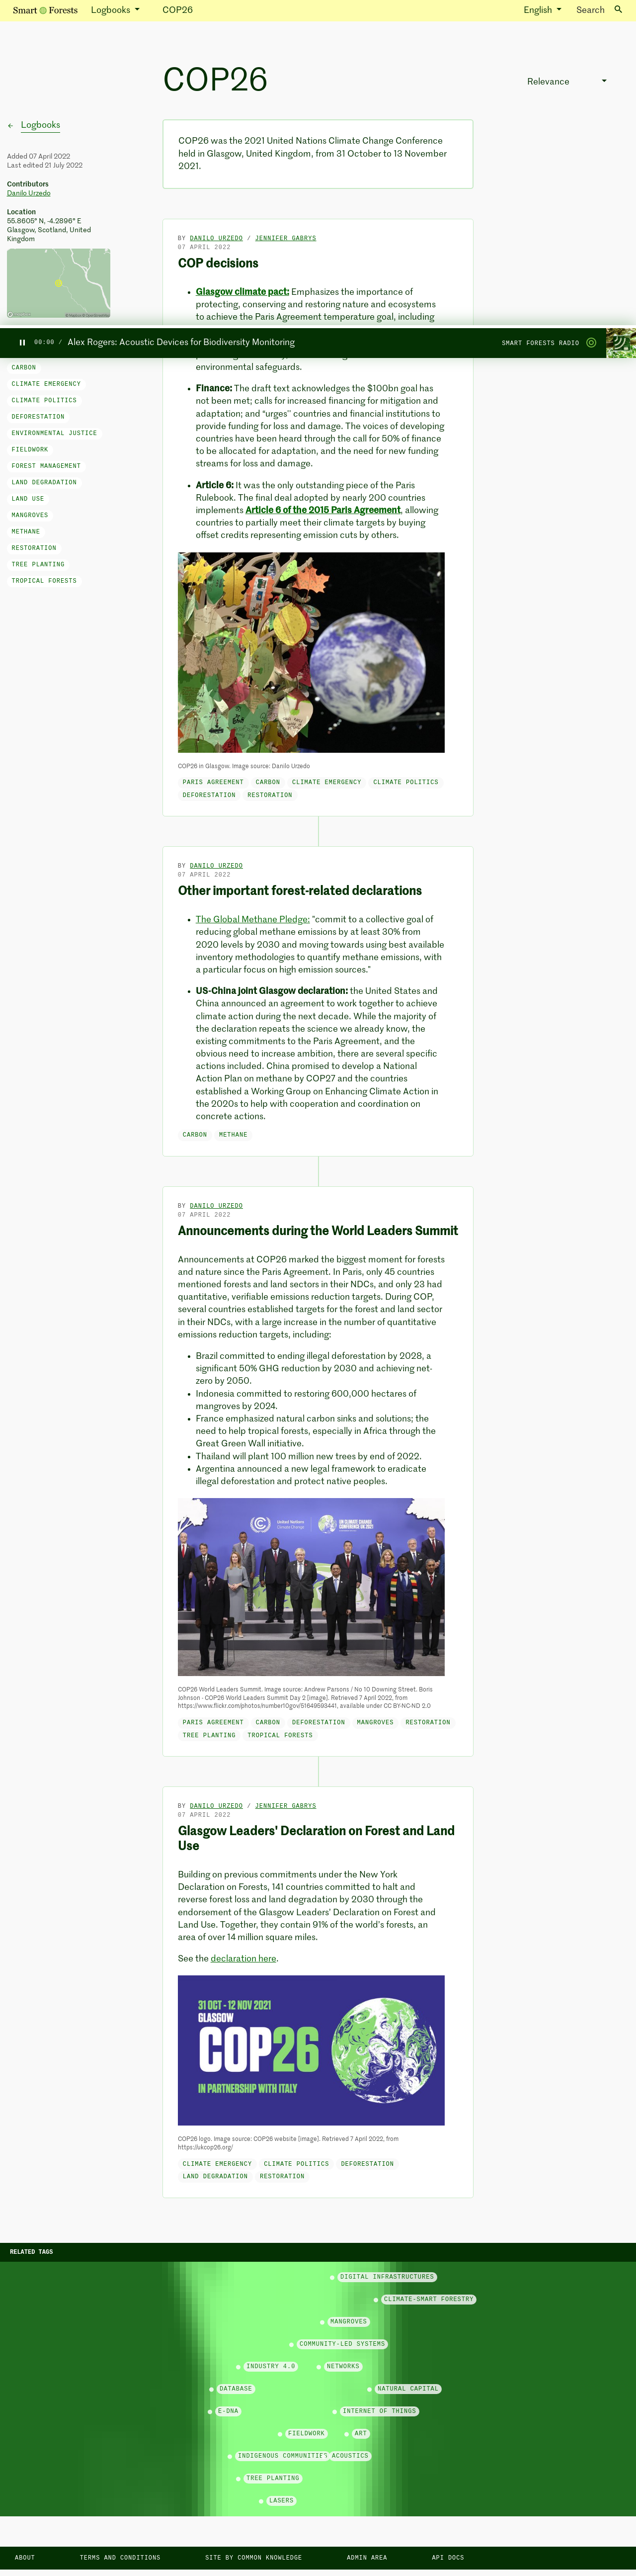 Smart Forests Logbooks COP26 English Search
COP26
Relevance
Logbooks
Added 07 April 2022
Last edited 21 July 2022
Contributors
Danilo Urzedo
Location
55.8605° N, -4.2896° E
Glasgow, Scotland, United
Kingdom
COP26 was the 2021 United Nations Climate Change Conference
held in Glasgow, United Kingdom, from 31 October to 13 November
2021.
BY DANILO URZEDO / JENNIFER GABRYS
07 APRIL 2022
COP decisions
Glasgow climate pact: Emphasizes the importance of
protecting, conserving and restoring nature and ecosystems
to achieve the Paris Agreement temperature goal, including
00:00 / Alex Rogers: Acoustic Devices for Biodiversity Monitoring SMART FORESTS RADIO
environmental safeguards.
CARBON
CLIMATE EMERGENCY
CLIMATE POLITICS
DEFORESTATION
ENVIRONMENTAL JUSTICE
FIELDWORK
FOREST MANAGEMENT
LAND DEGRADATION
LAND USE
MANGROVES
METHANE
RESTORATION
TREE PLANTING
TROPICAL FORESTS
Finance: The draft text acknowledges the $100bn goal has
not been met; calls for increased financing for mitigation and
adaptation; and “urges’’ countries and financial institutions to
provide funding for loss and damage. The voices of developing
countries have been heard through the call for 50% of finance
to be allocated for adaptation, and the need for new funding
streams for loss and damage.
Article 6: It was the only outstanding piece of the Paris
Rulebook. The final deal adopted by nearly 200 countries
implements Article 6 of the 2015 Paris Agreement, allowing
countries to partially meet their climate targets by buying
offset credits representing emission cuts by others.
COP26 in Glasgow. Image source: Danilo Urzedo
PARIS AGREEMENT CARBON CLIMATE EMERGENCY CLIMATE POLITICS
DEFORESTATION RESTORATION
BY DANILO URZEDO
07 APRIL 2022
Other important forest-related declarations
The Global Methane Pledge: "commit to a collective goal of
reducing global methane emissions by at least 30% from
2020 levels by 2030 and moving towards using best available
inventory methodologies to quantify methane emissions, with
a particular focus on high emission sources."
US-China joint Glasgow declaration: the United States and
China announced an agreement to work together to achieve
climate action during the next decade. While the majority of
the declaration repeats the science we already know, the
existing commitments to the Paris Agreement, and the
obvious need to increase ambition, there are several specific
actions included. China promised to develop a National
Action Plan on methane by COP27 and the countries
established a Working Group on Enhancing Climate Action in
the 2020s to help with cooperation and coordination on
concrete actions.
CARBON METHANE
BY DANILO URZEDO
07 APRIL 2022
Announcements during the World Leaders Summit
Announcements at COP26 marked the biggest moment for forests
and nature since the Paris Agreement. In Paris, only 45 countries
mentioned forests and land sectors in their NDCs, and only 23 had
quantitative, verifiable emissions reduction targets. During COP,
several countries established targets for the forest and land sector
in their NDCs, with a large increase in the number of quantitative
emissions reduction targets, including:
Brazil committed to ending illegal deforestation by 2028, a
significant 50% GHG reduction by 2030 and achieving net-
zero by 2050.
Indonesia committed to restoring 600,000 hectares of
mangroves by 2024.
France emphasized natural carbon sinks and solutions; the
need to help tropical forests, especially in Africa through the
Great Green Wall initiative.
Thailand will plant 100 million new trees by end of 2022.
Argentina announced a new legal framework to eradicate
illegal deforestation and protect native peoples.
United Nations
Climate Change
UN CLIMATE CHANGE
CONFERENCE UK 2021
COP26 World Leaders Summit. Image source: Andrew Parsons / No 10 Downing Street. Boris
Johnson - COP26 World Leaders Summit Day 2 [image]. Retrieved 7 April 2022, from
https://www.flickr.com/photos/number10gov/51649593441. available under CC BY-NC-ND 2.0
PARIS AGREEMENT CARBON DEFORESTATION MANGROVES RESTORATION
TREE PLANTING TROPICAL FORESTS
BY DANILO URZEDO / JENNIFER GABRYS
07 APRIL 2022
Glasgow Leaders' Declaration on Forest and Land
Use
Building on previous commitments under the New York
Declaration on Forests, 141 countries committed to halt and
reverse forest loss and land degradation by 2030 through the
endorsement of the Glasgow Leaders’ Declaration on Forest and
Land Use. Together, they contain 91% of the world’s forests, an
area of over 14 million square miles.
See the declaration here.
31 OCT - 12 NOV 2021
GLASGOW
COP26
IN PARTNERSHIP WITH ITALY
COP26 logo. Image source: COP26 website [image]. Retrieved 7 April 2022, from
https://ukcop26.org/
CLIMATE EMERGENCY CLIMATE POLITICS DEFORESTATION
LAND DEGRADATION RESTORATION
RELATED TAGS
DIGITAL INFRASTRUCTURES
CLIMATE-SMART FORESTRY
MANGROVES
COMMUNITY-LED SYSTEMS
INDUSTRY 4.0 NETWORKS
DATABASE NATURAL CAPITAL
E-DNA INTERNET OF THINGS
FIELDWORK ART
INDIGENOUS COMMUNITIES ACOUSTICS
TREE PLANTING
LASERS
ABOUT TERMS AND CONDITIONS SITE BY COMMON KNOWLEDGE ADMIN AREA API DOCS